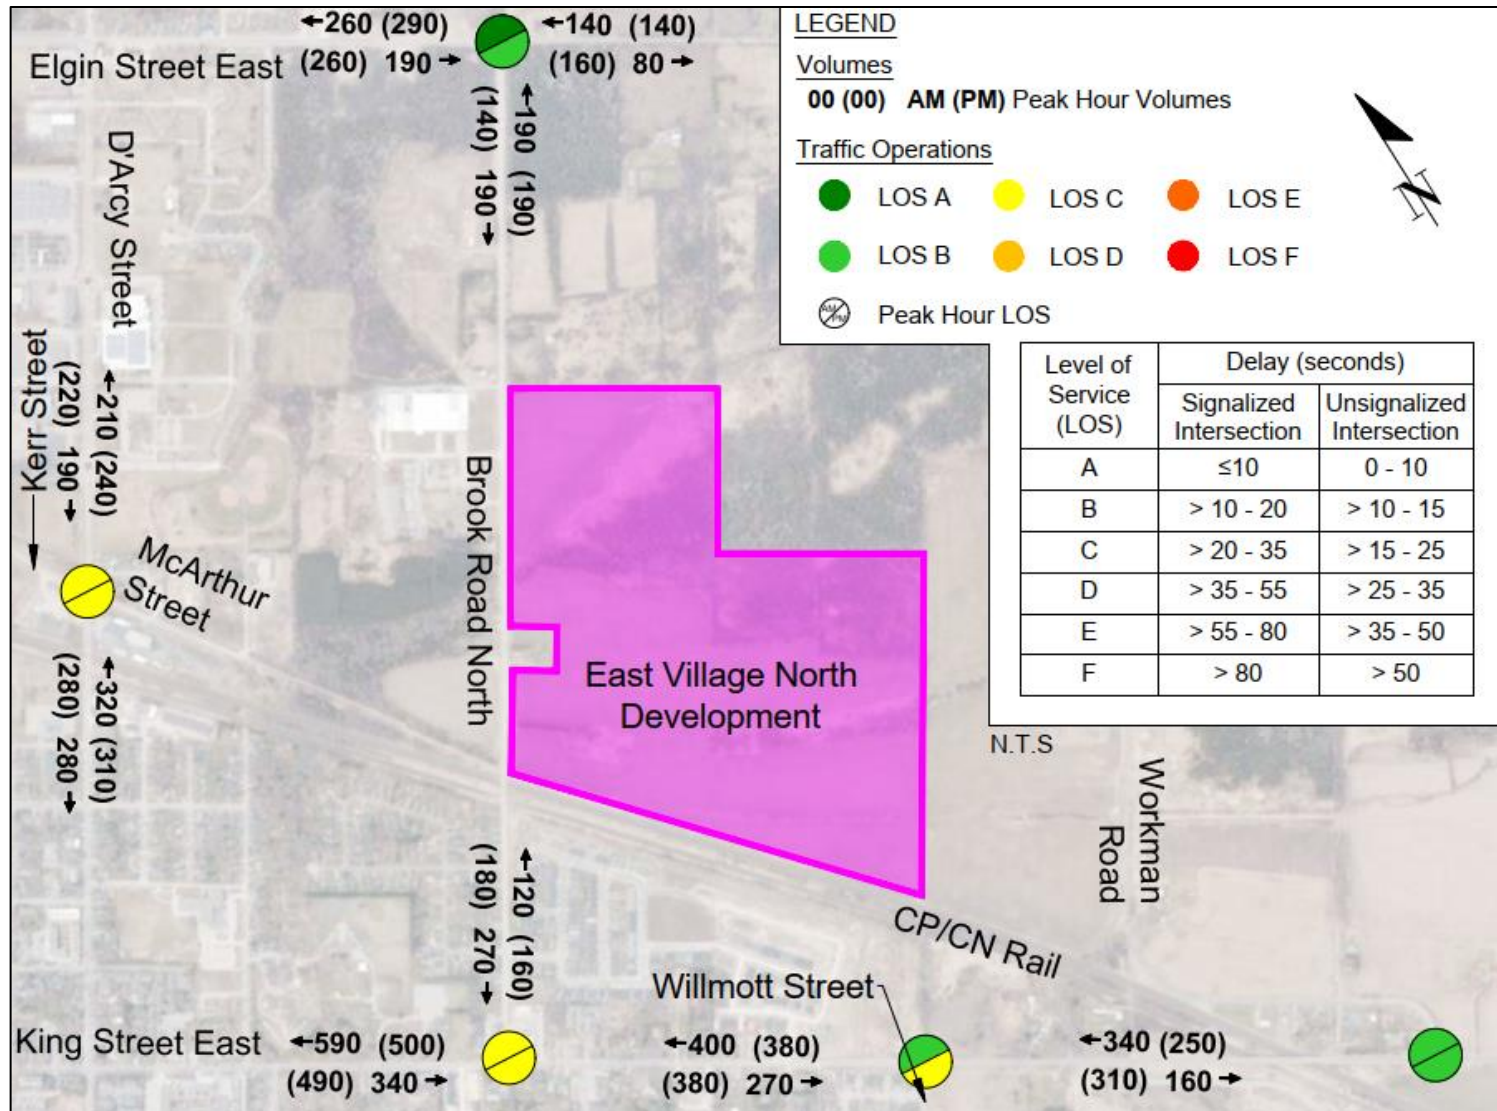 ←260 (290)
←140 (140)
Elgin Street East
(260) 190→
(160) 80→
←190 (190)
(140) 190→
D'Arcy Street
Kerr Street
←210 (240)
(220) 190→
McArthur
Street
←320 (310)
(280) 280→
Brook Road North
East Village North
Development
←120 (160)
(180) 270→
CP/CN Rail
Workman
Road
Willmott Street
King Street East
←590 (500)
(490) 340→
←400 (380)
(380) 270→
←340 (250)
(310) 160→
LEGEND
Volumes
00 (00) AM (PM) Peak Hour Volumes
Traffic Operations
LOS A LOS C LOS E
LOS B LOS D LOS F
AM PM Peak Hour LOS
N
Level of
Service
(LOS)
Delay (seconds)
Signalized
Intersection
Unsignalized
Intersection
A ≤10 0 - 10
B > 10 - 20 > 10 - 15
C > 20 - 35 > 15 - 25
D > 35 - 55 > 25 - 35
E > 55 - 80 > 35 - 50
F > 80 > 50
N.T.S